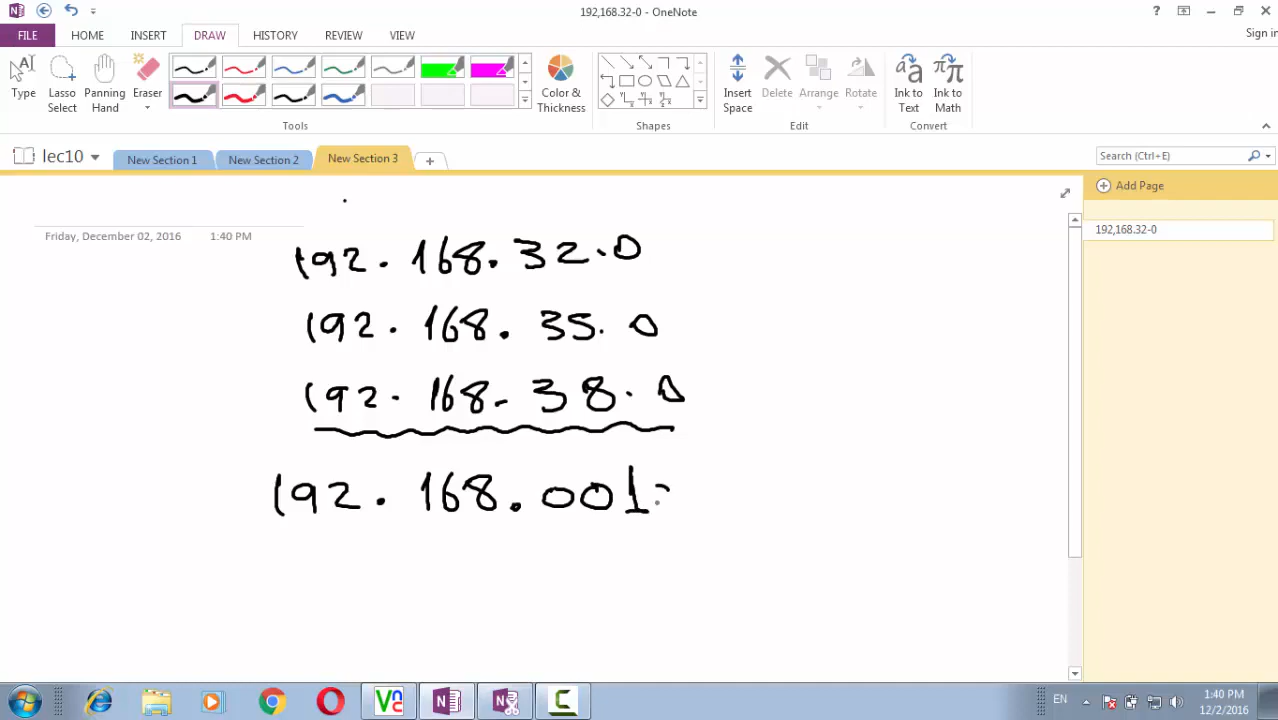 192,168.32-0 - OneNote
Sign in
FILE HOME INSERT DRAW HISTORY REVIEW VIEW
Type Lasso Select Panning Hand Eraser Color & Thickness Insert Space Delete Arrange Rotate Ink to Text Ink to Math
Tools Shapes Edit Convert
lec10 New Section 1 New Section 2 New Section 3 Search (Ctrl+E)
Add Page
192,168.32-0
Friday, December 02, 2016 1:40 PM
192.168.32.0
192.168.35.0
192.168.38.0
192.168.001
EN 1:40 PM
12/2/2016